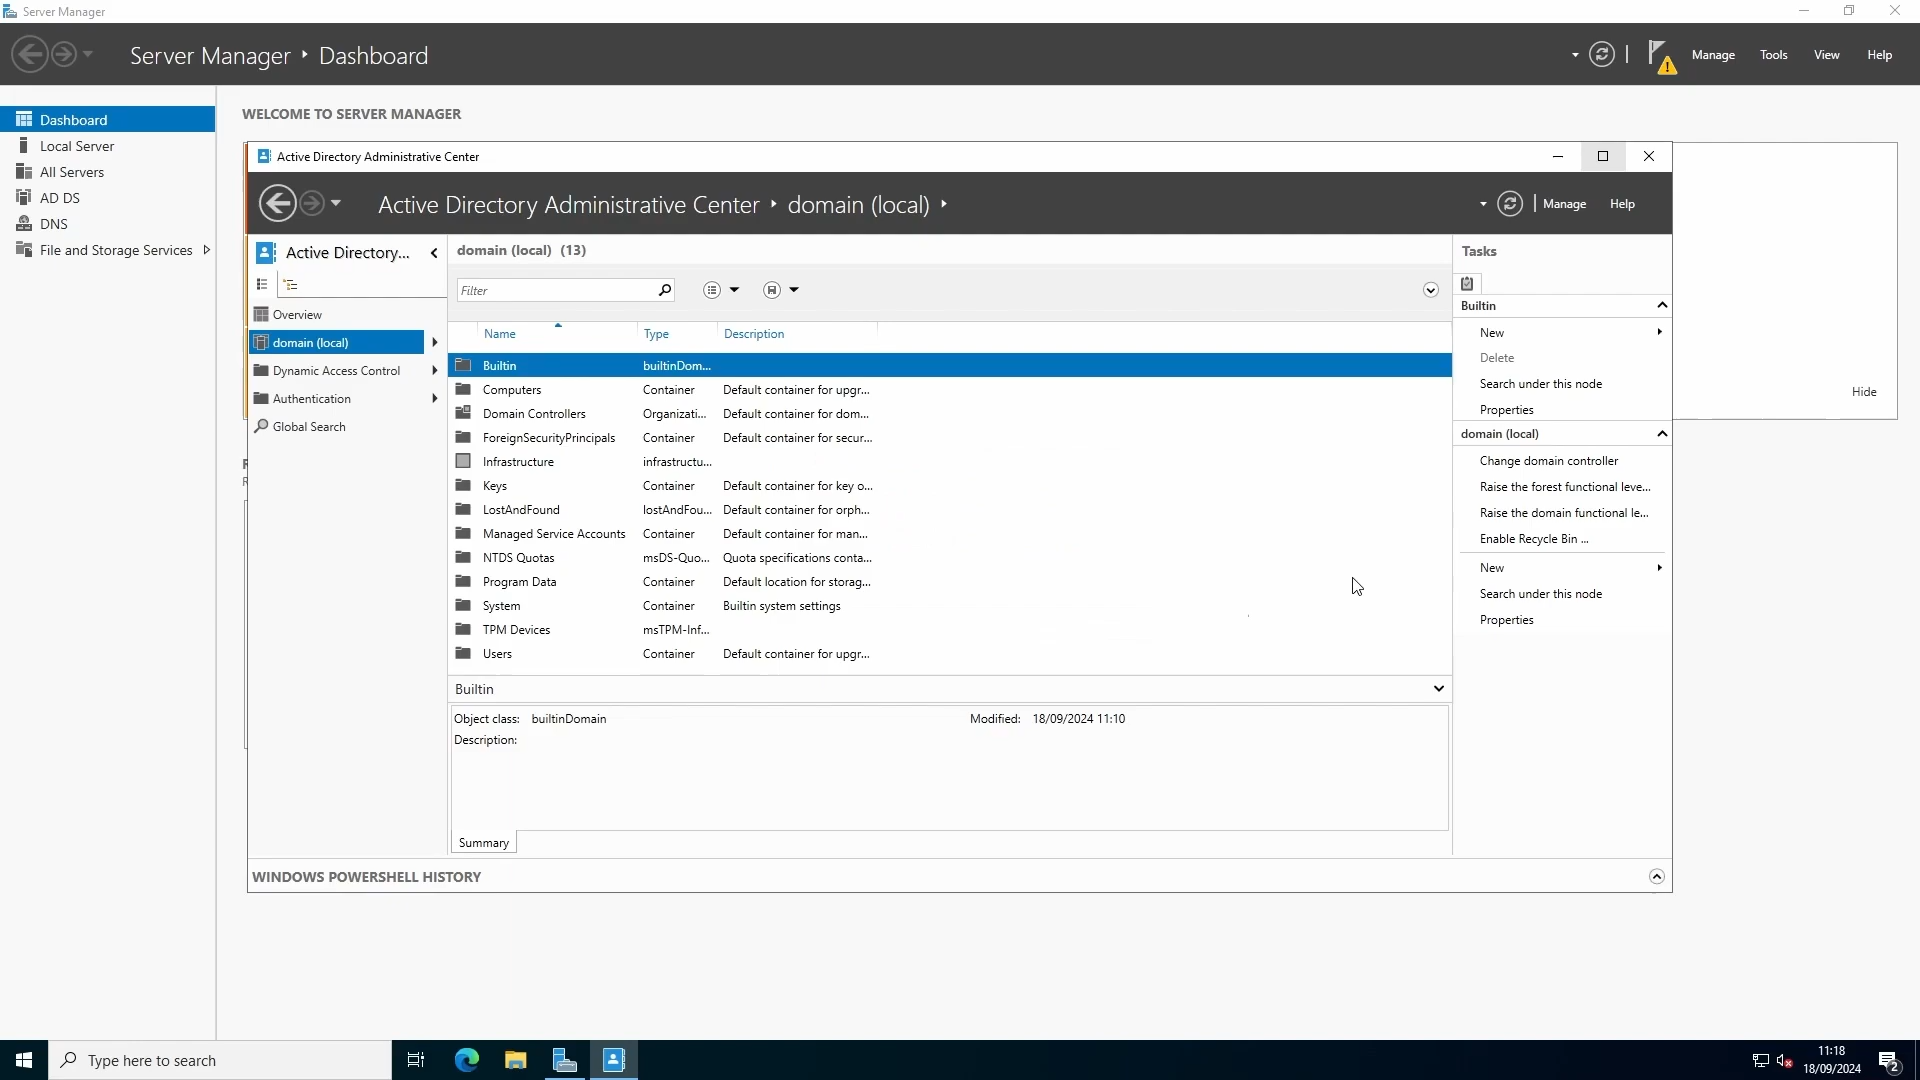 Server Manager
Server Manager ‣ Dashboard
Manage Tools View Help
Dashboard
Local Server
All Servers
AD DS
DNS
File and Storage Services
WELCOME TO SERVER MANAGER
Hide
Active Directory Administrative Center
Active Directory Administrative Center ‣ domain (local) ‣
Manage Help
Active Directory...
Overview
domain (local)
Dynamic Access Control
Authentication
Global Search
domain (local) (13)
Filter
Name Type Description
Builtin builtinDom...
Computers Container Default container for upgr...
Domain Controllers Organizati... Default container for dom...
ForeignSecurityPrincipals Container Default container for secur...
Infrastructure infrastructu...
Keys Container Default container for key o...
LostAndFound lostAndFou... Default container for orph...
Managed Service Accounts Container Default container for man...
NTDS Quotas msDS-Quo... Quota specifications conta...
Program Data Container Default location for storag...
System Container Builtin system settings
TPM Devices msTPM-Inf...
Users Container Default container for upgr...
Builtin
Object class: builtinDomain Modified: 18/09/2024 11:10
Description:
Summary
WINDOWS POWERSHELL HISTORY
Tasks
Builtin
New
Delete
Search under this node
Properties
domain (local)
Change domain controller
Raise the forest functional leve...
Raise the domain functional le...
Enable Recycle Bin ...
New
Search under this node
Properties
Type here to search
11:18
18/09/2024
2